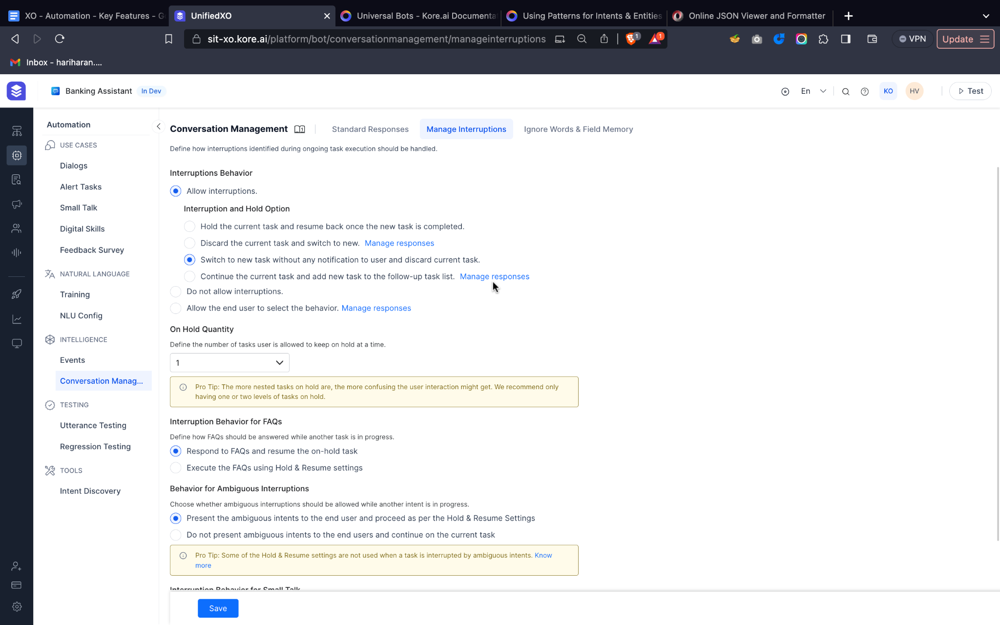 XO - Automation - Key Features - G
UnifiedXO
Universal Bots - Kore.ai Documenta
Using Patterns for Intents & Entities
Online JSON Viewer and Formatter
sit-xo.kore.ai/platform/bot/conversationmanagement/manageinterruptions
1
1
VPN
Update
Inbox - hariharan....
Banking Assistant
In Dev
En
KO
HV
Test
Automation
USE CASES
Dialogs
Alert Tasks
Small Talk
Digital Skills
Feedback Survey
NATURAL LANGUAGE
Training
NLU Config
INTELLIGENCE
Events
Conversation Manag...
TESTING
Utterance Testing
Regression Testing
TOOLS
Intent Discovery
Conversation Management
Standard Responses
Manage Interruptions
Ignore Words & Field Memory
Define how interruptions identified during ongoing task execution should be handled.
Interruptions Behavior
Allow interruptions.
Interruption and Hold Option
Hold the current task and resume back once the new task is completed.
Discard the current task and switch to new. Manage responses
Switch to new task without any notification to user and discard current task.
Continue the current task and add new task to the follow-up task list. Manage responses
Do not allow interruptions.
Allow the end user to select the behavior. Manage responses
On Hold Quantity
Define the number of tasks user is allowed to keep on hold at a time.
1
Pro Tip: The more nested tasks on hold are, the more confusing the user interaction might get. We recommend only
having one or two levels of tasks on hold.
Interruption Behavior for FAQs
Define how FAQs should be answered while another task is in progress.
Respond to FAQs and resume the on-hold task
Execute the FAQs using Hold & Resume settings
Behavior for Ambiguous Interruptions
Choose whether ambiguous interruptions should be allowed while another intent is in progress.
Present the ambiguous intents to the end user and proceed as per the Hold & Resume Settings
Do not present ambiguous intents to the end users and continue on the current task
Pro Tip: Some of the Hold & Resume settings are not used when a task is interrupted by ambiguous intents. Know
more
Interruption Behavior for Small Talk
Save